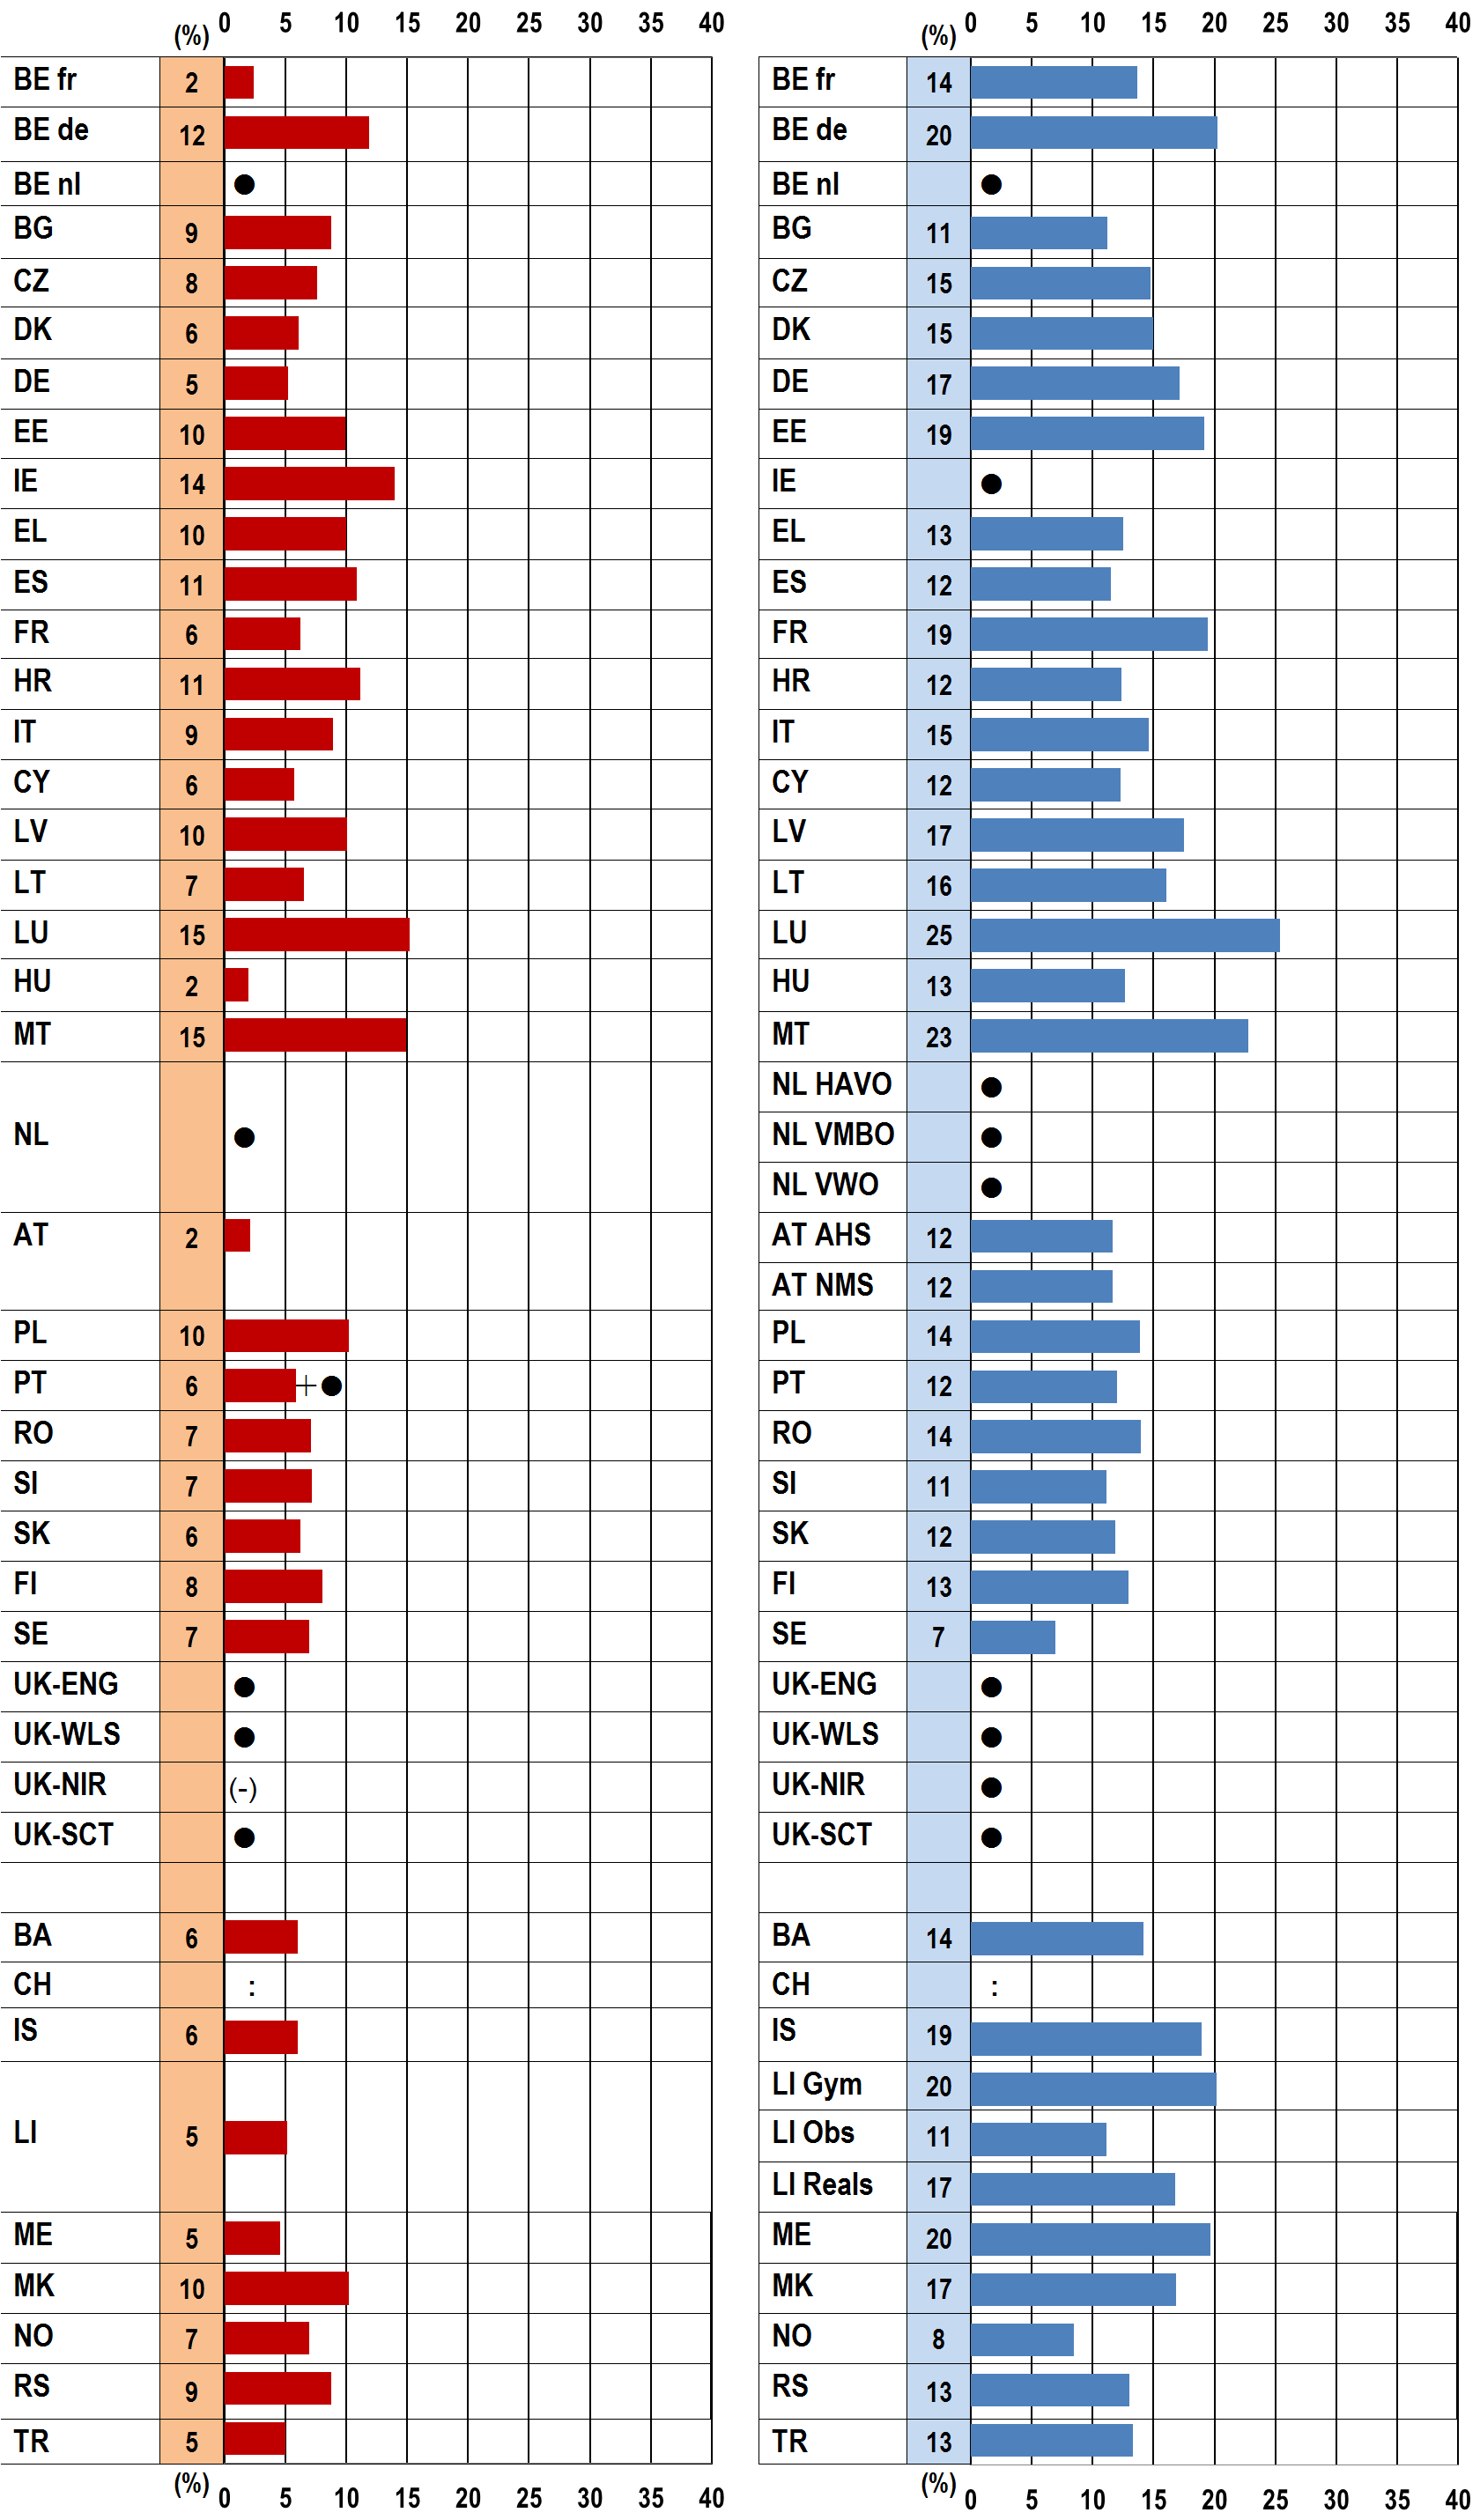 (%) 0 5 10 15 20 25 30 35 40 (%) 0 5 10 15 20 25 30 35 40
BE fr 2 BE fr 14
BE de 12 BE de 20
BE nl ● BE nl ●
BG 9 BG 11
CZ 8 CZ 15
DK 6 DK 15
DE 5 DE 17
EE 10 EE 19
IE 14 IE ●
EL 10 EL 13
ES 11 ES 12
FR 6 FR 19
HR 11 HR 12
IT 9 IT 15
CY 6 CY 12
LV 10 LV 17
LT 7 LT 16
LU 15 LU 25
HU 2 HU 13
MT 15 MT 23
NL HAVO ●
NL ● NL VMBO ●
NL VWO ●
AT 2 AT AHS 12
AT NMS 12
PL 10 PL 14
PT 6 + ● PT 12
RO 7 RO 14
SI 7 SI 11
SK 6 SK 12
FI 8 FI 13
SE 7 SE 7
UK-ENG ● UK-ENG ●
UK-WLS ● UK-WLS ●
UK-NIR (-) UK-NIR ●
UK-SCT ● UK-SCT ●
BA 6 BA 14
CH : CH :
IS 6 IS 19
LI Gym 20
LI 5 LI Obs 11
LI Reals 17
ME 5 ME 20
MK 10 MK 17
NO 7 NO 8
RS 9 RS 13
TR 5 TR 13
(%) 0 5 10 15 20 25 30 35 40 (%) 0 5 10 15 20 25 30 35 40